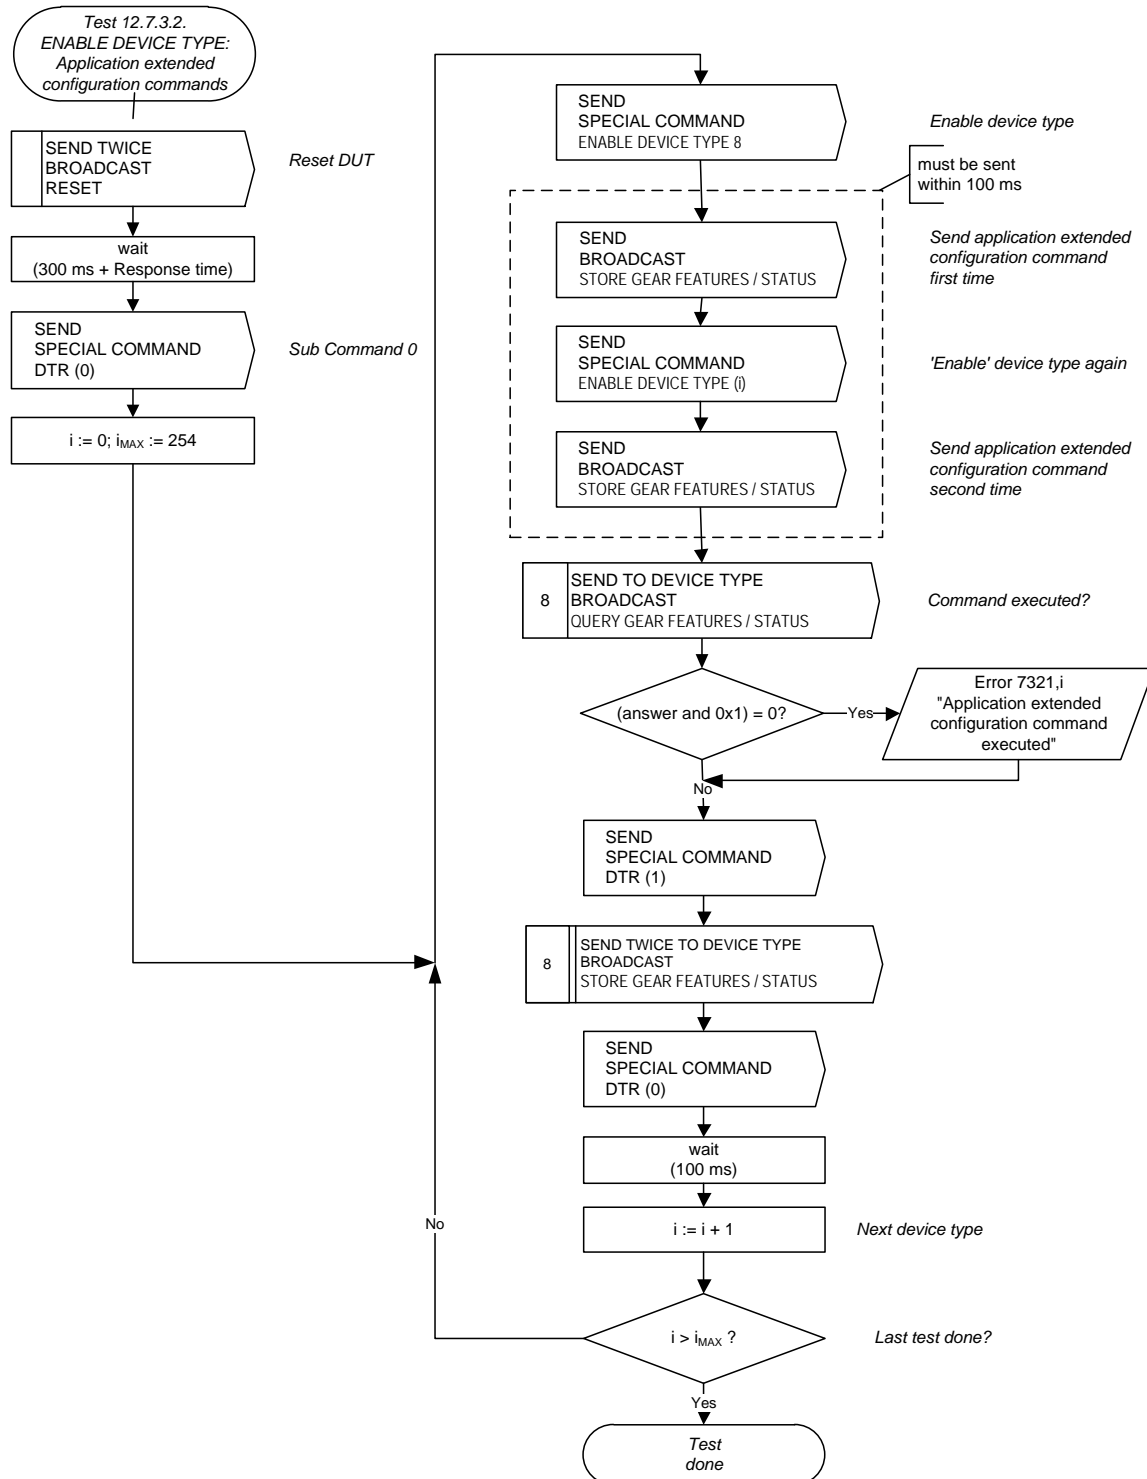 Test 12.7.3.2.
ENABLE DEVICE TYPE:
Application extended
configuration commands
SEND TWICE
BROADCAST
RESET
Reset DUT
wait
(300 ms + Response time)
SEND
SPECIAL COMMAND
DTR (0)
Sub Command 0
i := 0; iMAX := 254
SEND
SPECIAL COMMAND
ENABLE DEVICE TYPE 8
Enable device type
must be sent
within 100 ms
SEND
BROADCAST
STORE GEAR FEATURES / STATUS
Send application extended
configuration command
first time
SEND
SPECIAL COMMAND
ENABLE DEVICE TYPE (i)
'Enable' device type again
SEND
BROADCAST
STORE GEAR FEATURES / STATUS
Send application extended
configuration command
second time
8
SEND TO DEVICE TYPE
BROADCAST
QUERY GEAR FEATURES / STATUS
Command executed?
(answer and 0x1) = 0?
Yes
Error 7321,i
"Application extended
configuration command
executed"
No
SEND
SPECIAL COMMAND
DTR (1)
8
SEND TWICE TO DEVICE TYPE
BROADCAST
STORE GEAR FEATURES / STATUS
SEND
SPECIAL COMMAND
DTR (0)
wait
(100 ms)
No
i := i + 1
Next device type
i > iMAX ?
Last test done?
Yes
Test
done